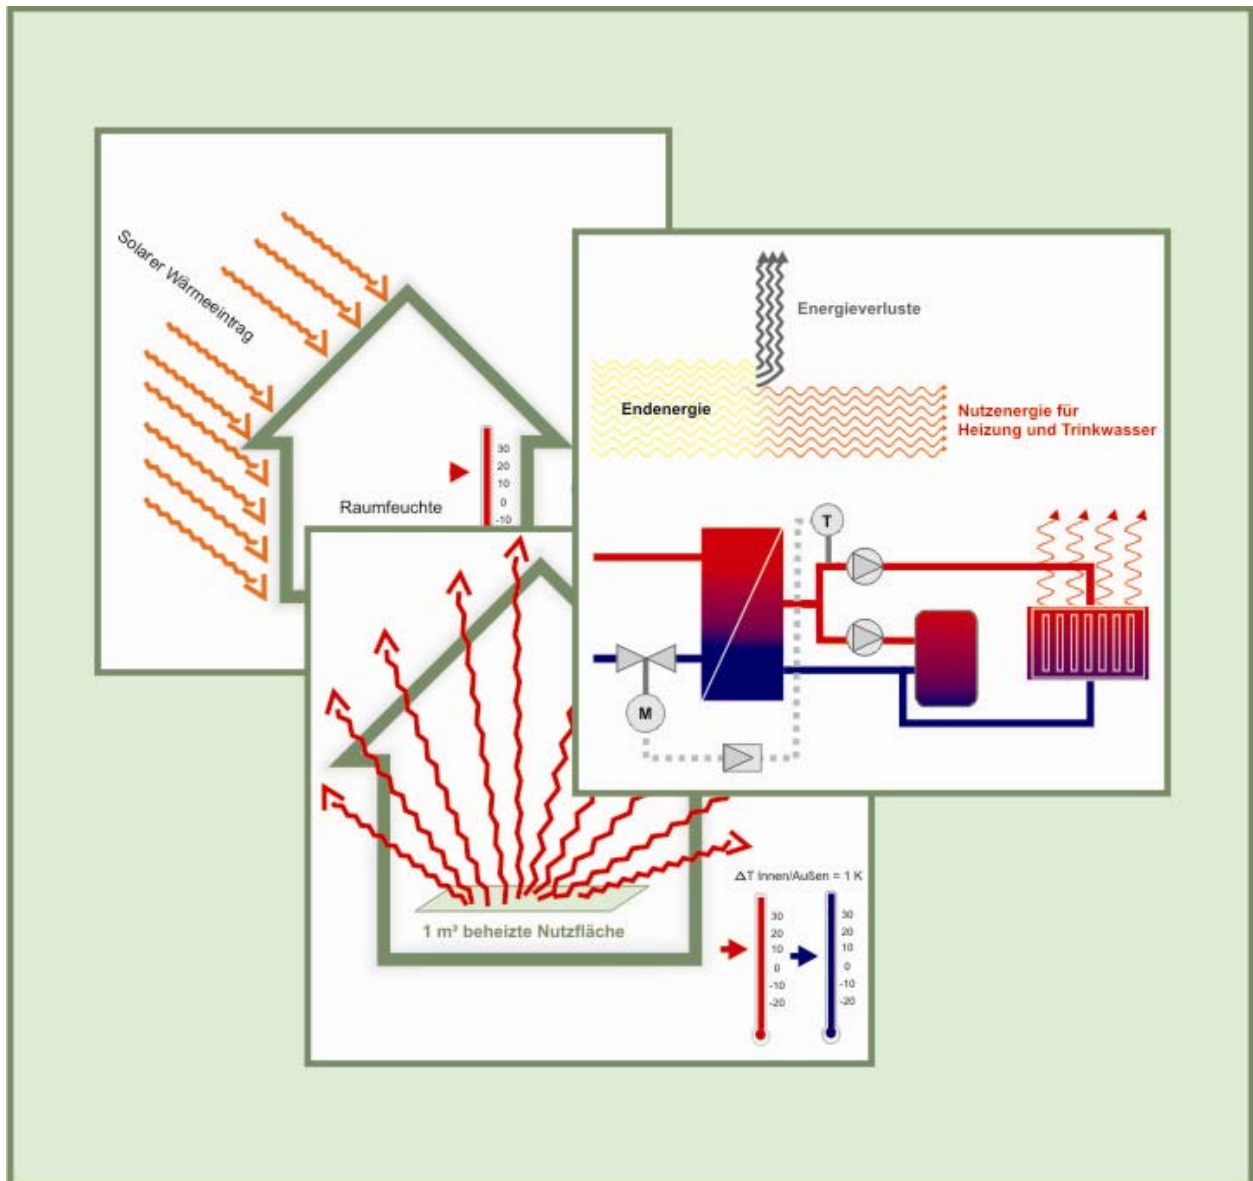 Solarer Wärmeeintrag
30
20
10
0
-10
Raumfeuchte
Energieverluste
Endenergie
Nutzenergie für
Heizung und Trinkwasser
T
M
1 m² beheizte Nutzfläche
ΔT Innen/Außen = 1 K
30
20
10
0
-10
-20
30
20
10
0
-10
-20